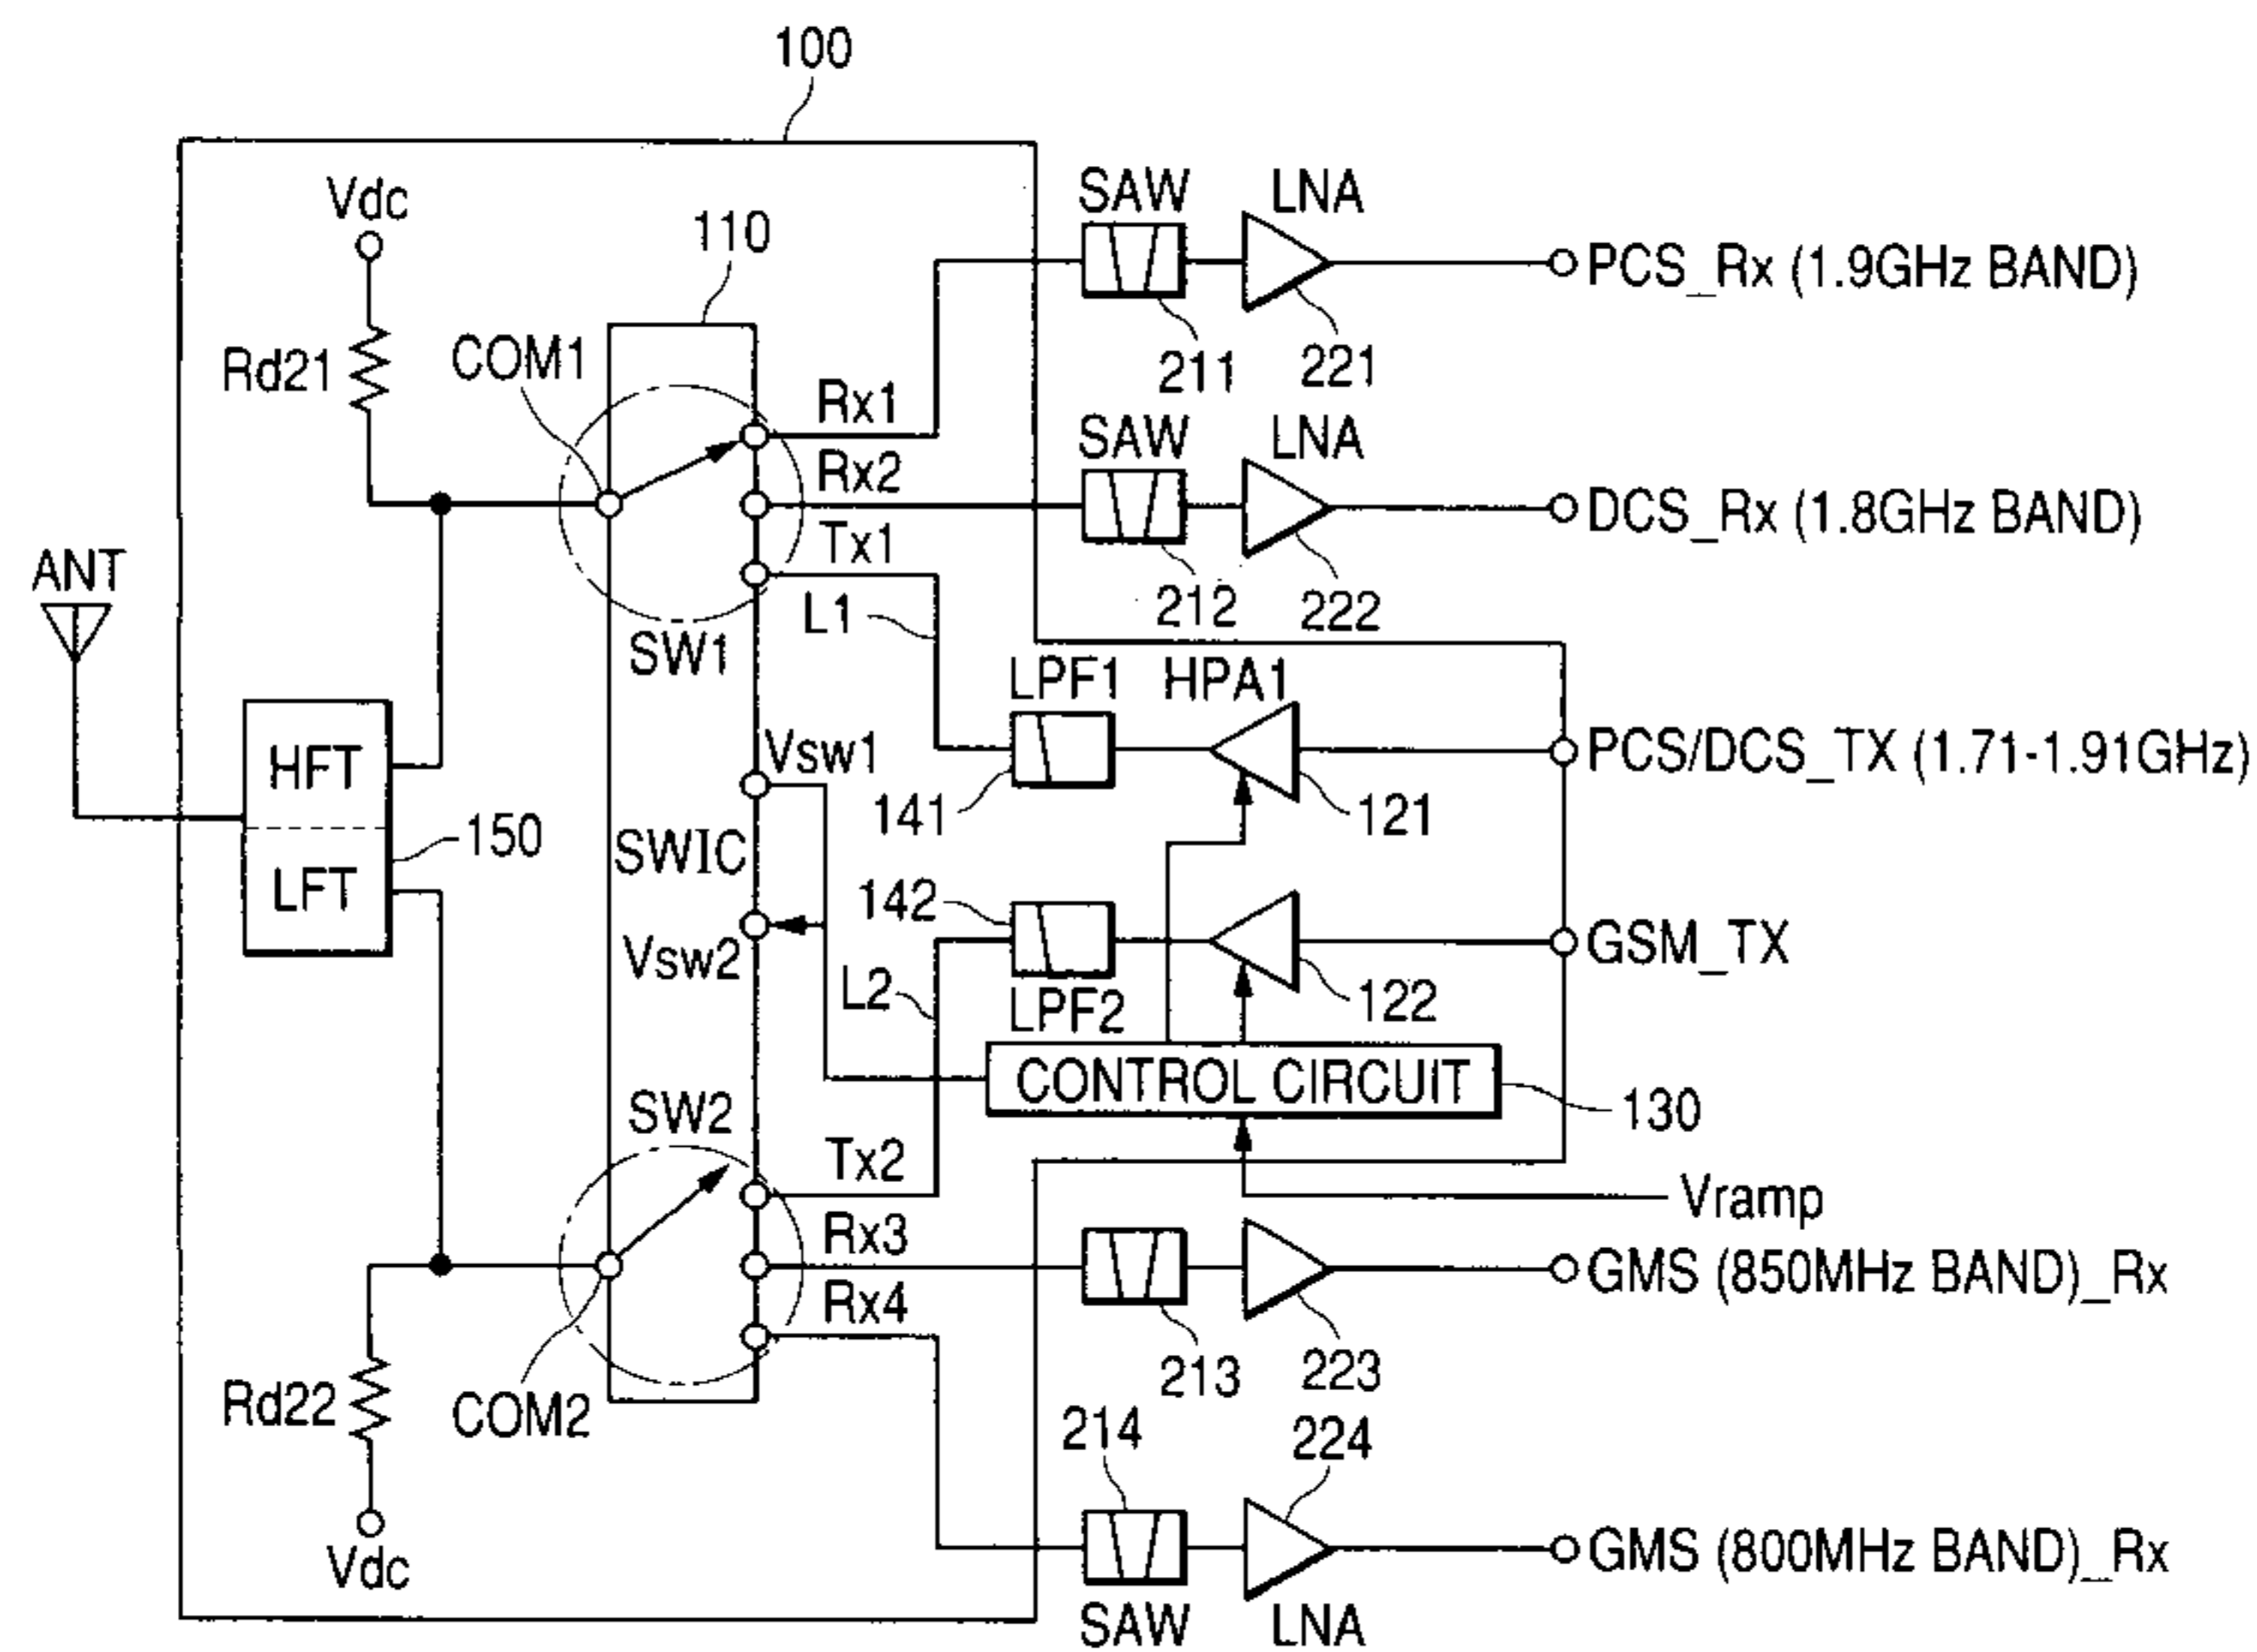 100
Vdc
SAW
LNA
110
PCS_Rx (1.9GHz BAND)
Rd21
COM1
211
221
Rx1
SAW
LNA
Rx2
DCS_Rx (1.8GHz BAND)
Tx1
ANT
L1
212
222
SW1
LPF1
HPA1
Vsw1
PCS/DCS_TX (1.71-1.91GHz)
HFT
141
121
150
SWIC
LFT
142
GSM_TX
Vsw2
L2
LPF2
122
CONTROL CIRCUIT
130
SW2
Tx2
Vramp
Rx3
GMS (850MHz BAND)_Rx
Rx4
213
223
Rd22
COM2
214
224
Vdc
GMS (800MHz BAND)_Rx
SAW
LNA